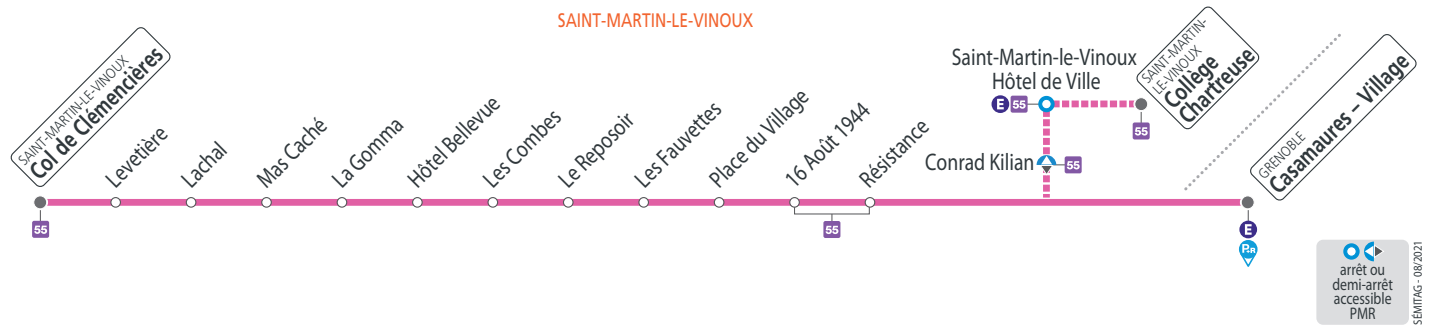 SAINT-MARTIN-LE-VINOUX
SAINT-MARTIN-LE-VINOUX
Col de Clémencières
55
Levetière
Lachal
Mas Caché
La Gomma
Hôtel Bellevue
Les Combes
Le Reposoir
Les Fauvettes
Place du Village
16 Août 1944
Résistance
55
Saint-Martin-le-Vinoux
Hôtel de Ville
E 55
Conrad Kilian
55
SAINT-MARTIN-
LE-VINOUX
Collège
Chartreuse
55
GRENOBLE
Casamaures – Village
E
P+R
arrêt ou
demi-arrêt
accessible
PMR
SÉMITAG - 08/2021